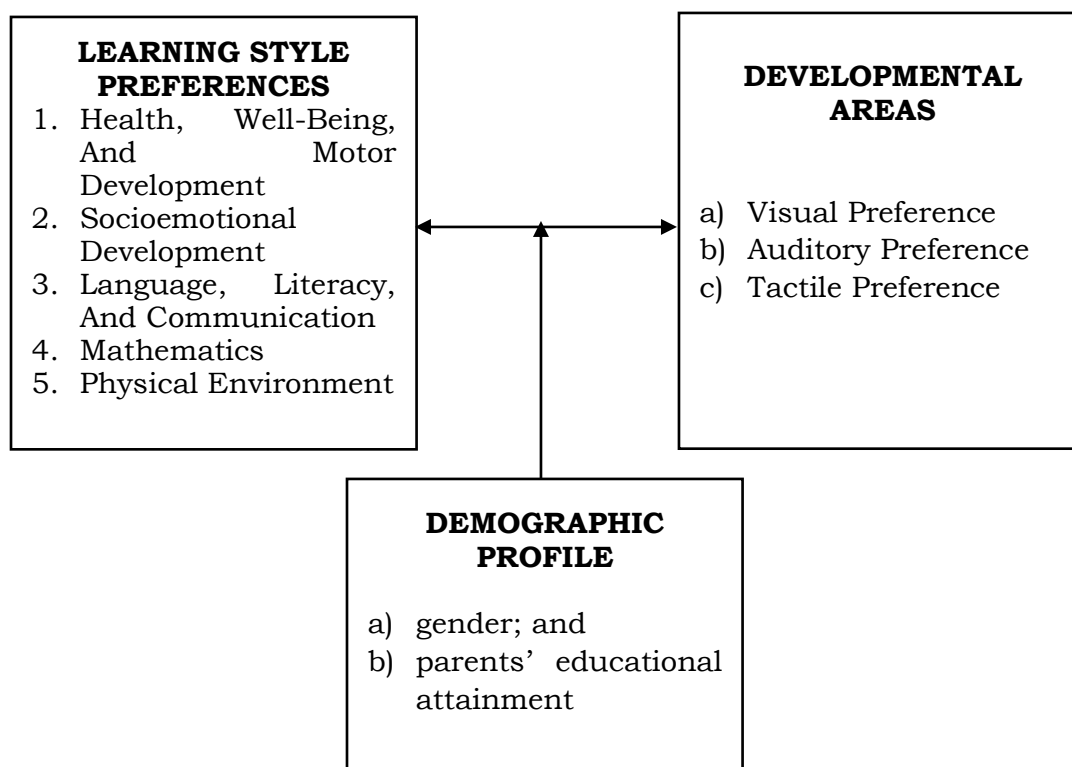 LEARNING STYLE
PREFERENCES
1. Health, Well-Being,
And Motor
Development
2. Socioemotional
Development
3. Language, Literacy,
And Communication
4. Mathematics
5. Physical Environment
DEVELOPMENTAL
AREAS
a) Visual Preference
b) Auditory Preference
c) Tactile Preference
DEMOGRAPHIC
PROFILE
a) gender; and
b) parents’ educational
attainment